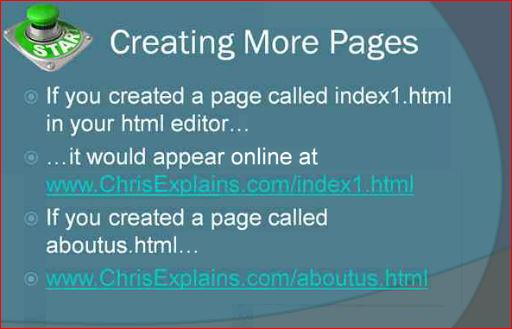 START
Creating More Pages
If you created a page called index1.html
in your html editor…
…it would appear online at
www.ChrisExplains.com/index1.html
If you created a page called
aboutus.html…
www.ChrisExplains.com/aboutus.html